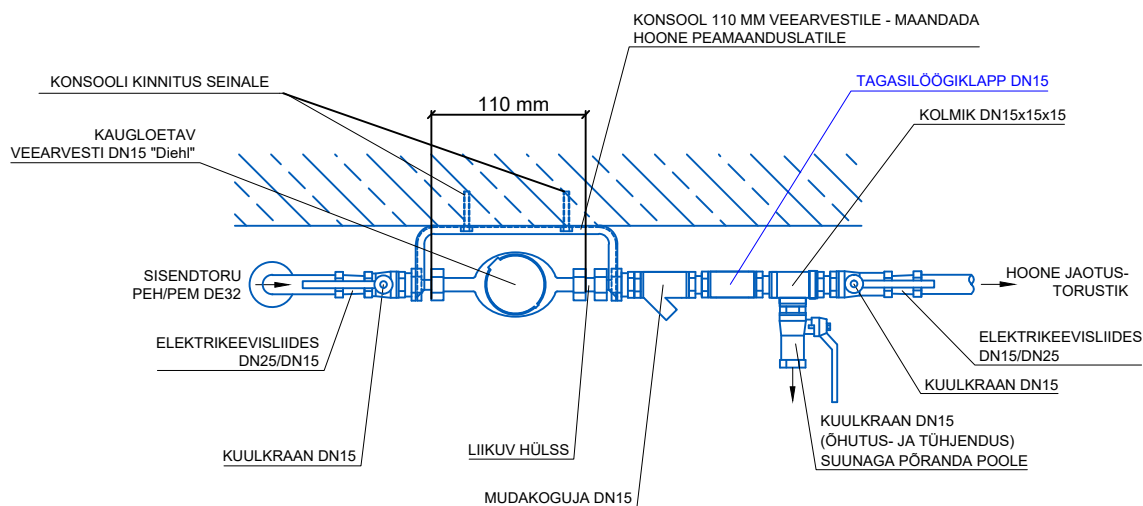 KONSOOL 110 MM VEEARVESTILE - MAANDADA
HOONE PEAMAANDUSLATILE
KONSOOLI KINNITUS SEINALE
TAGASILÖÖGIKLAPP DN15
110 mm
KOLMIK DN15x15x15
KAUGLOETAV
VEEARVESTI DN15 "Diehl"
SISENDTORU
PEH/PEM DE32
HOONE JAOTUS-
TORUSTIK
ELEKTRIKEEVISLIIDES
DN25/DN15
ELEKTRIKEEVISLIIDES
DN15/DN25
KUULKRAAN DN15
KUULKRAAN DN15
(ÕHUTUS- JA TÜHJENDUS)
SUUNAGA PÕRANDA POOLE
KUULKRAAN DN15
LIIKUV HÜLSS
MUDAKOGUJA DN15